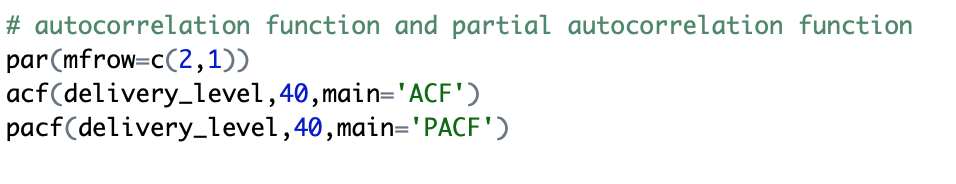 # autocorrelation function and partial autocorrelation function
par(mfrow=c(2,1))
acf(delivery_level,40,main='ACF')
pacf(delivery_level,40,main='PACF')